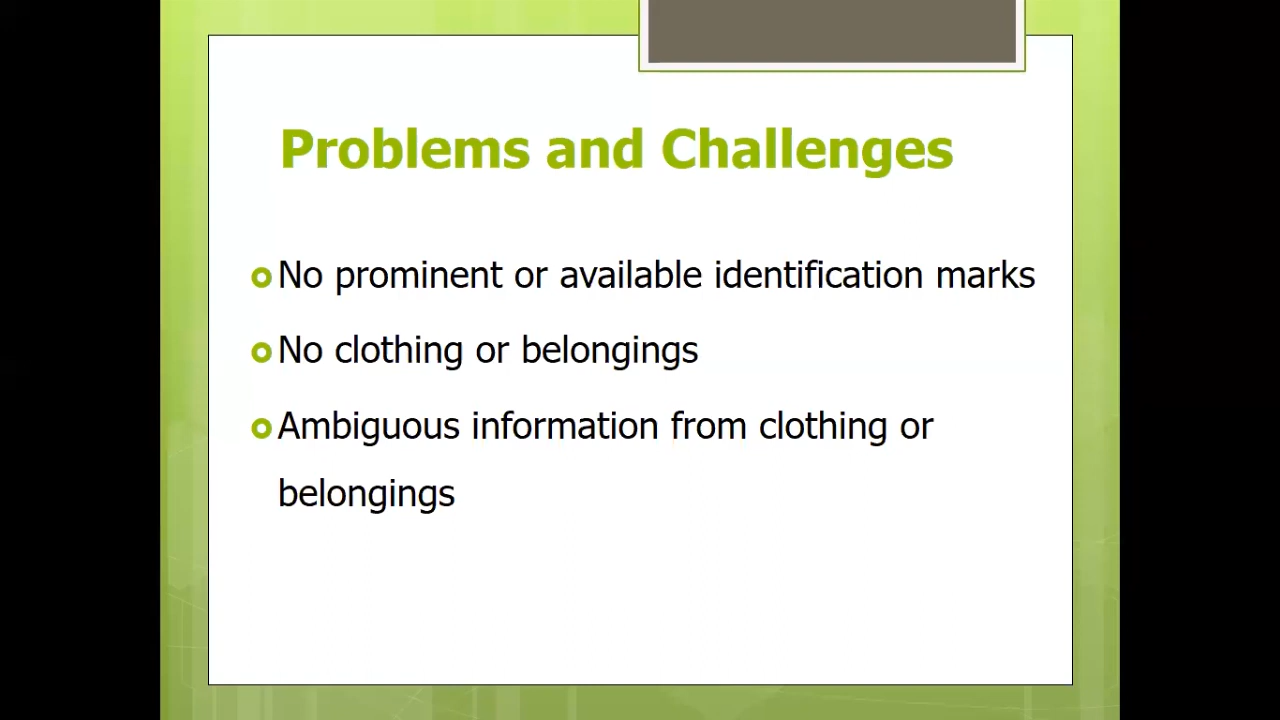 Problems and Challenges
No prominent or available identification marks
No clothing or belongings
Ambiguous information from clothing or
belongings